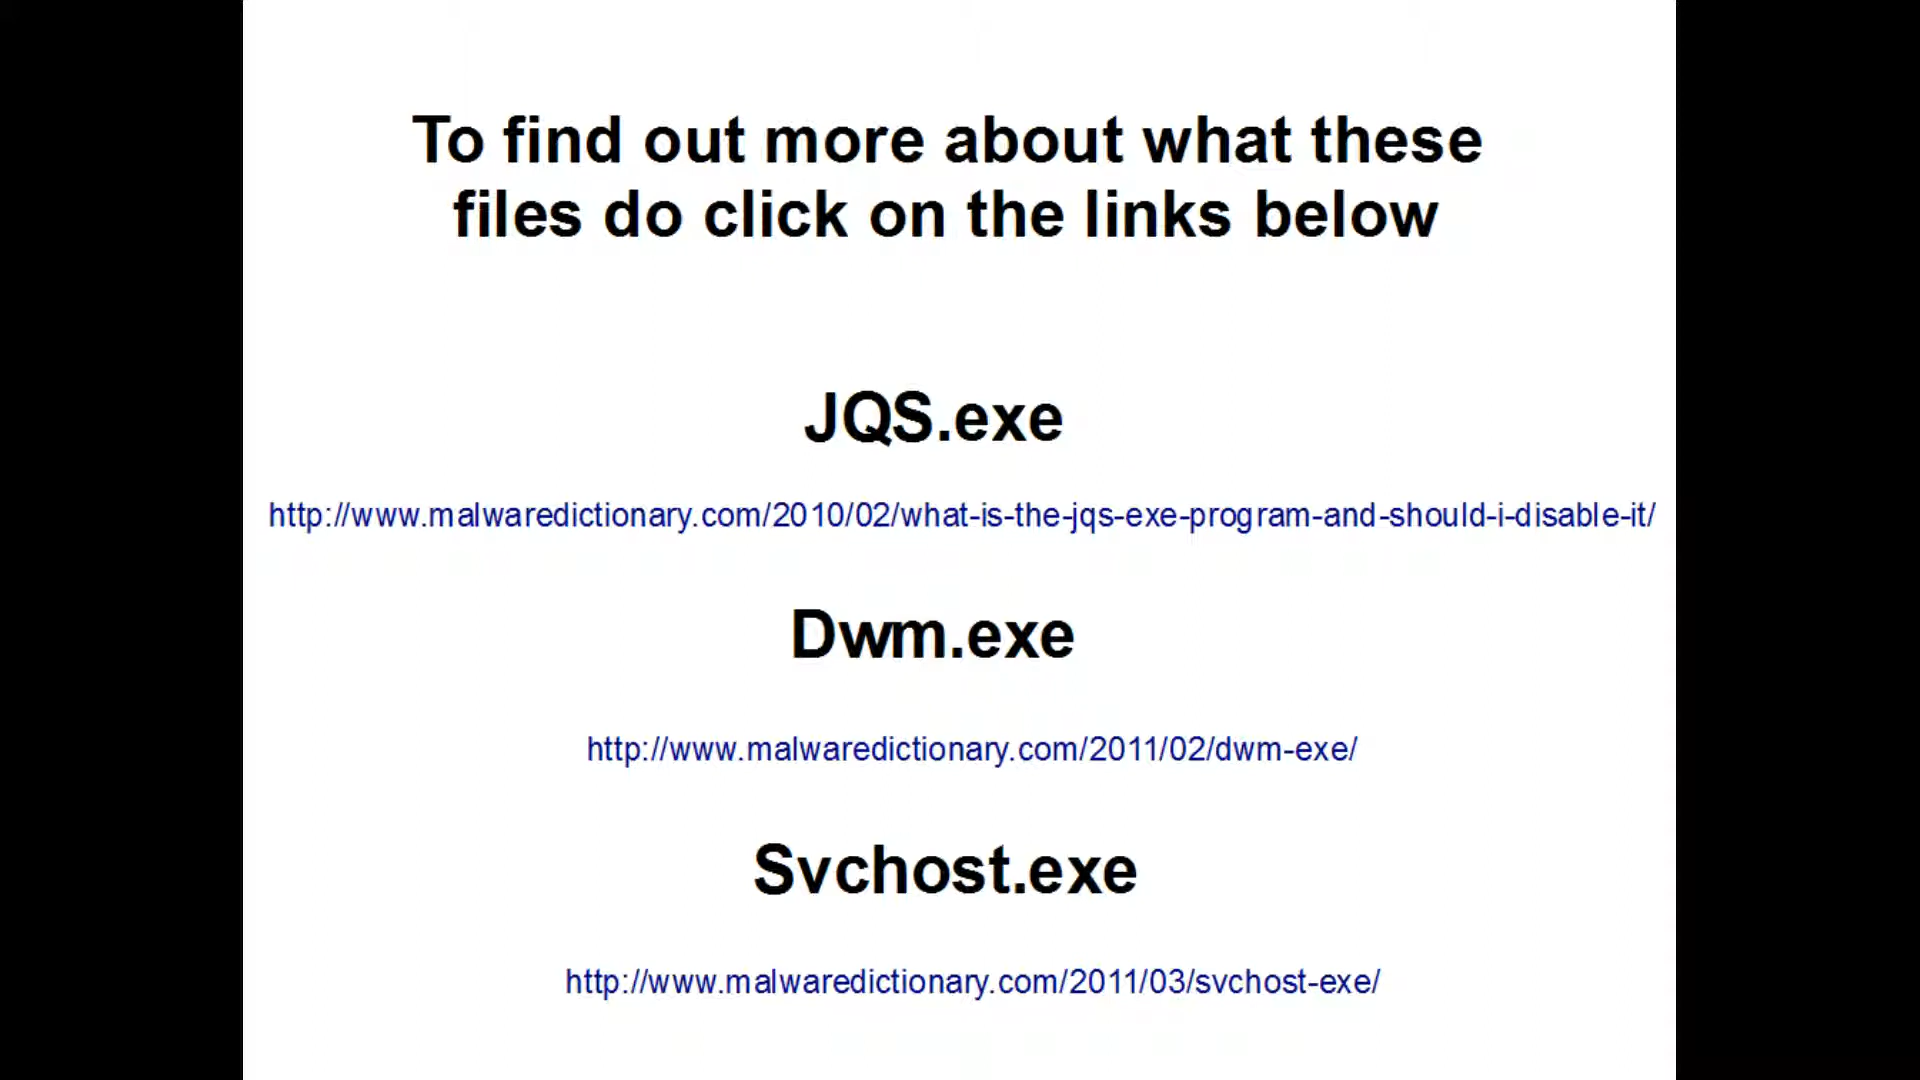 To find out more about what these
files do click on the links below
JQS.exe
http://www.malwaredictionary.com/2010/02/what-is-the-jqs-exe-program-and-should-i-disable-it/
Dwm.exe
http://www.malwaredictionary.com/2011/02/dwm-exe/
Svchost.exe
http://www.malwaredictionary.com/2011/03/svchost-exe/